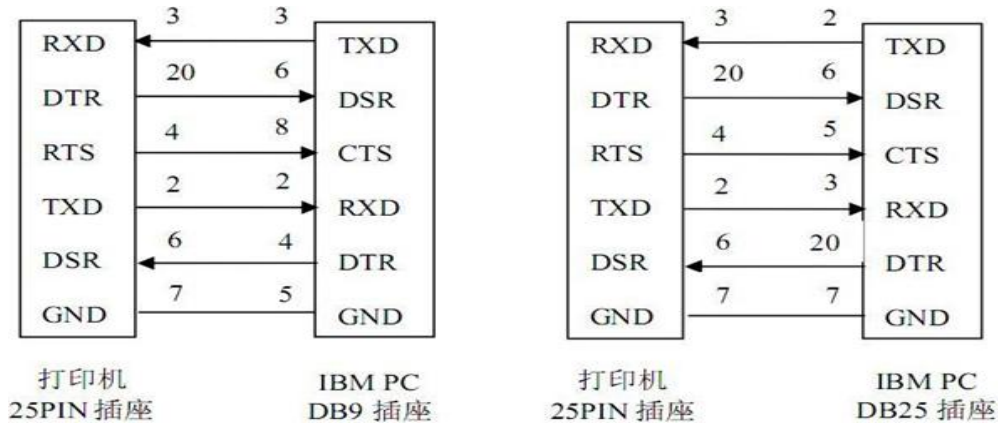 3 3
RXD TXD
20 6
DTR DSR
4 8
RTS CTS
2 2
TXD RXD
6 4
DSR DTR
7 5
GND GND
打印机 IBM PC
25PIN 插座 DB9 插座
3 2
RXD TXD
20 6
DTR DSR
4 5
RTS CTS
2 3
TXD RXD
6 20
DSR DTR
7 7
GND GND
打印机 IBM PC
25PIN 插座 DB25 插座